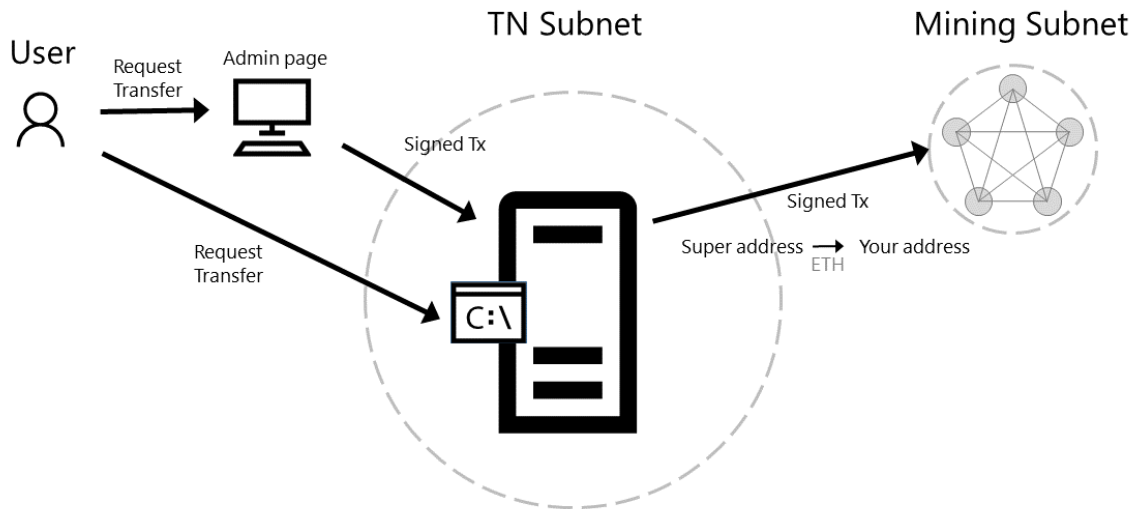 TN Subnet
Mining Subnet
User
Admin page
Request
Transfer
Signed Tx
Signed Tx
Request
Transfer
Super address
Your address
ETH
C:\